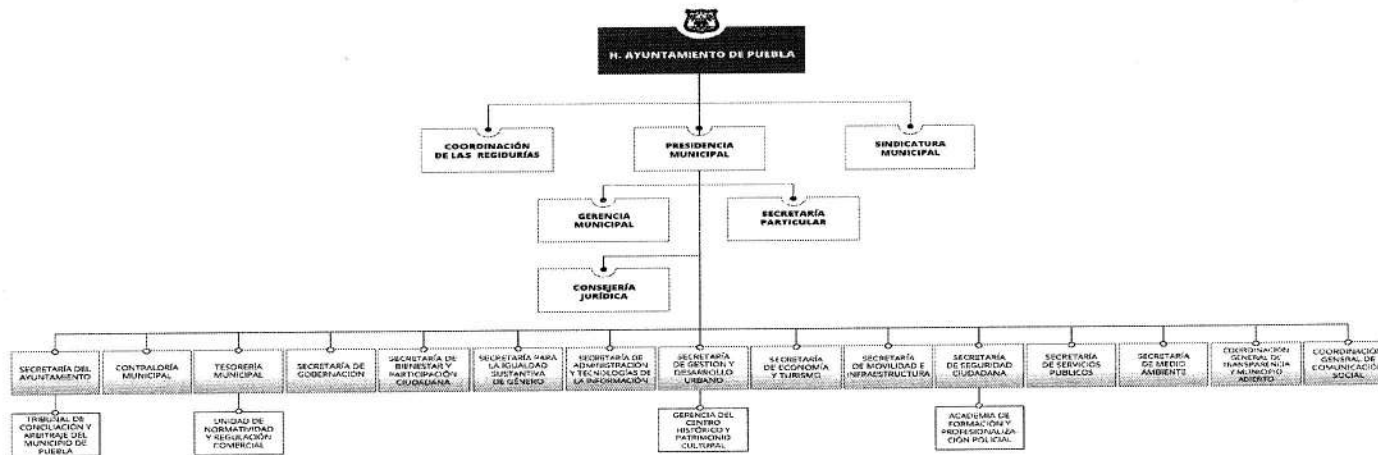 H. AYUNTAMIENTO DE PUEBLA
COORDINACIÓN
DE LAS REGIDURÍAS
PRESIDENCIA
MUNICIPAL
SINDICATURA
MUNICIPAL
GERENCIA
MUNICIPAL
SECRETARÍA
PARTICULAR
CONSEJERÍA
JURÍDICA
SECRETARÍA DEL
AYUNTAMIENTO
CONTRALORÍA
MUNICIPAL
TESORERÍA
MUNICIPAL
SECRETARÍA DE
GOBERNACIÓN
SECRETARÍA DE
BIENESTAR Y
PARTICIPACIÓN
CIUDADANA
SECRETARÍA PARA
LA IGUALDAD
SUSTANTIVA
DE GÉNERO
SECRETARÍA DE
ADMINISTRACIÓN
Y TECNOLOGÍAS DE
LA INFORMACIÓN
SECRETARÍA
DE GESTIÓN Y
DESARROLLO
URBANO
SECRETARÍA
DE ECONOMÍA
Y TURISMO
SECRETARÍA
DE MOVILIDAD E
INFRAESTRUCTURA
SECRETARÍA
DE SEGURIDAD
CIUDADANA
SECRETARÍA
DE SERVICIOS
PÚBLICOS
SECRETARÍA
DE MEDIO
AMBIENTE
COORDINACIÓN
GENERAL DE
TRANSPARENCIA
Y MUNICIPIO
ABIERTO
COORDINACIÓN
GENERAL DE
COMUNICACIÓN
SOCIAL
TRIBUNAL DE
CONCILIACIÓN Y
ARBITRAJE DEL
MUNICIPIO DE
PUEBLA
UNIDAD DE
NORMATIVIDAD
Y REGULACIÓN
COMERCIAL
GERENCIA DEL
CENTRO
HISTÓRICO Y
PATRIMONIO
CULTURAL
ACADEMIA DE
FORMACIÓN Y
PROFESIONALIZA-
CIÓN POLICIAL